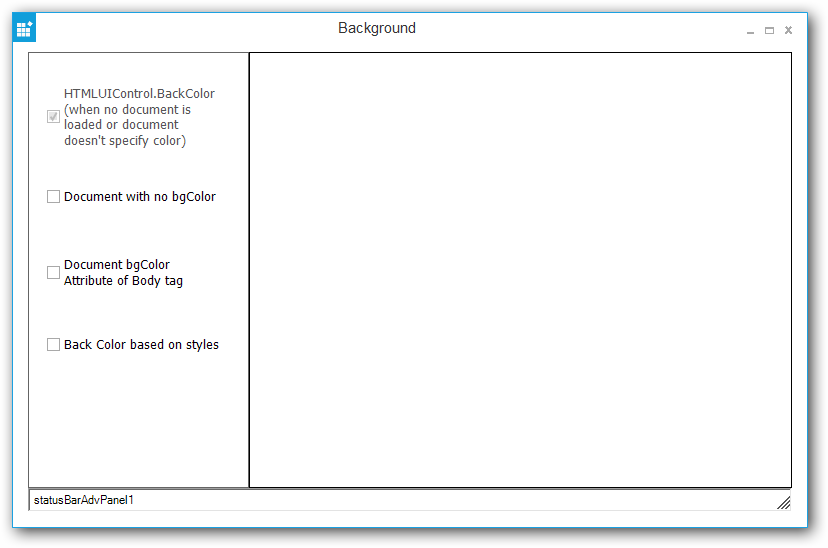 Background
HTMLUIControl.BackColor
(when no document is
loaded or document
doesn't specify color)
Document with no bgColor
Document bgColor
Attribute of Body tag
Back Color based on styles
statusBarAdvPanel1